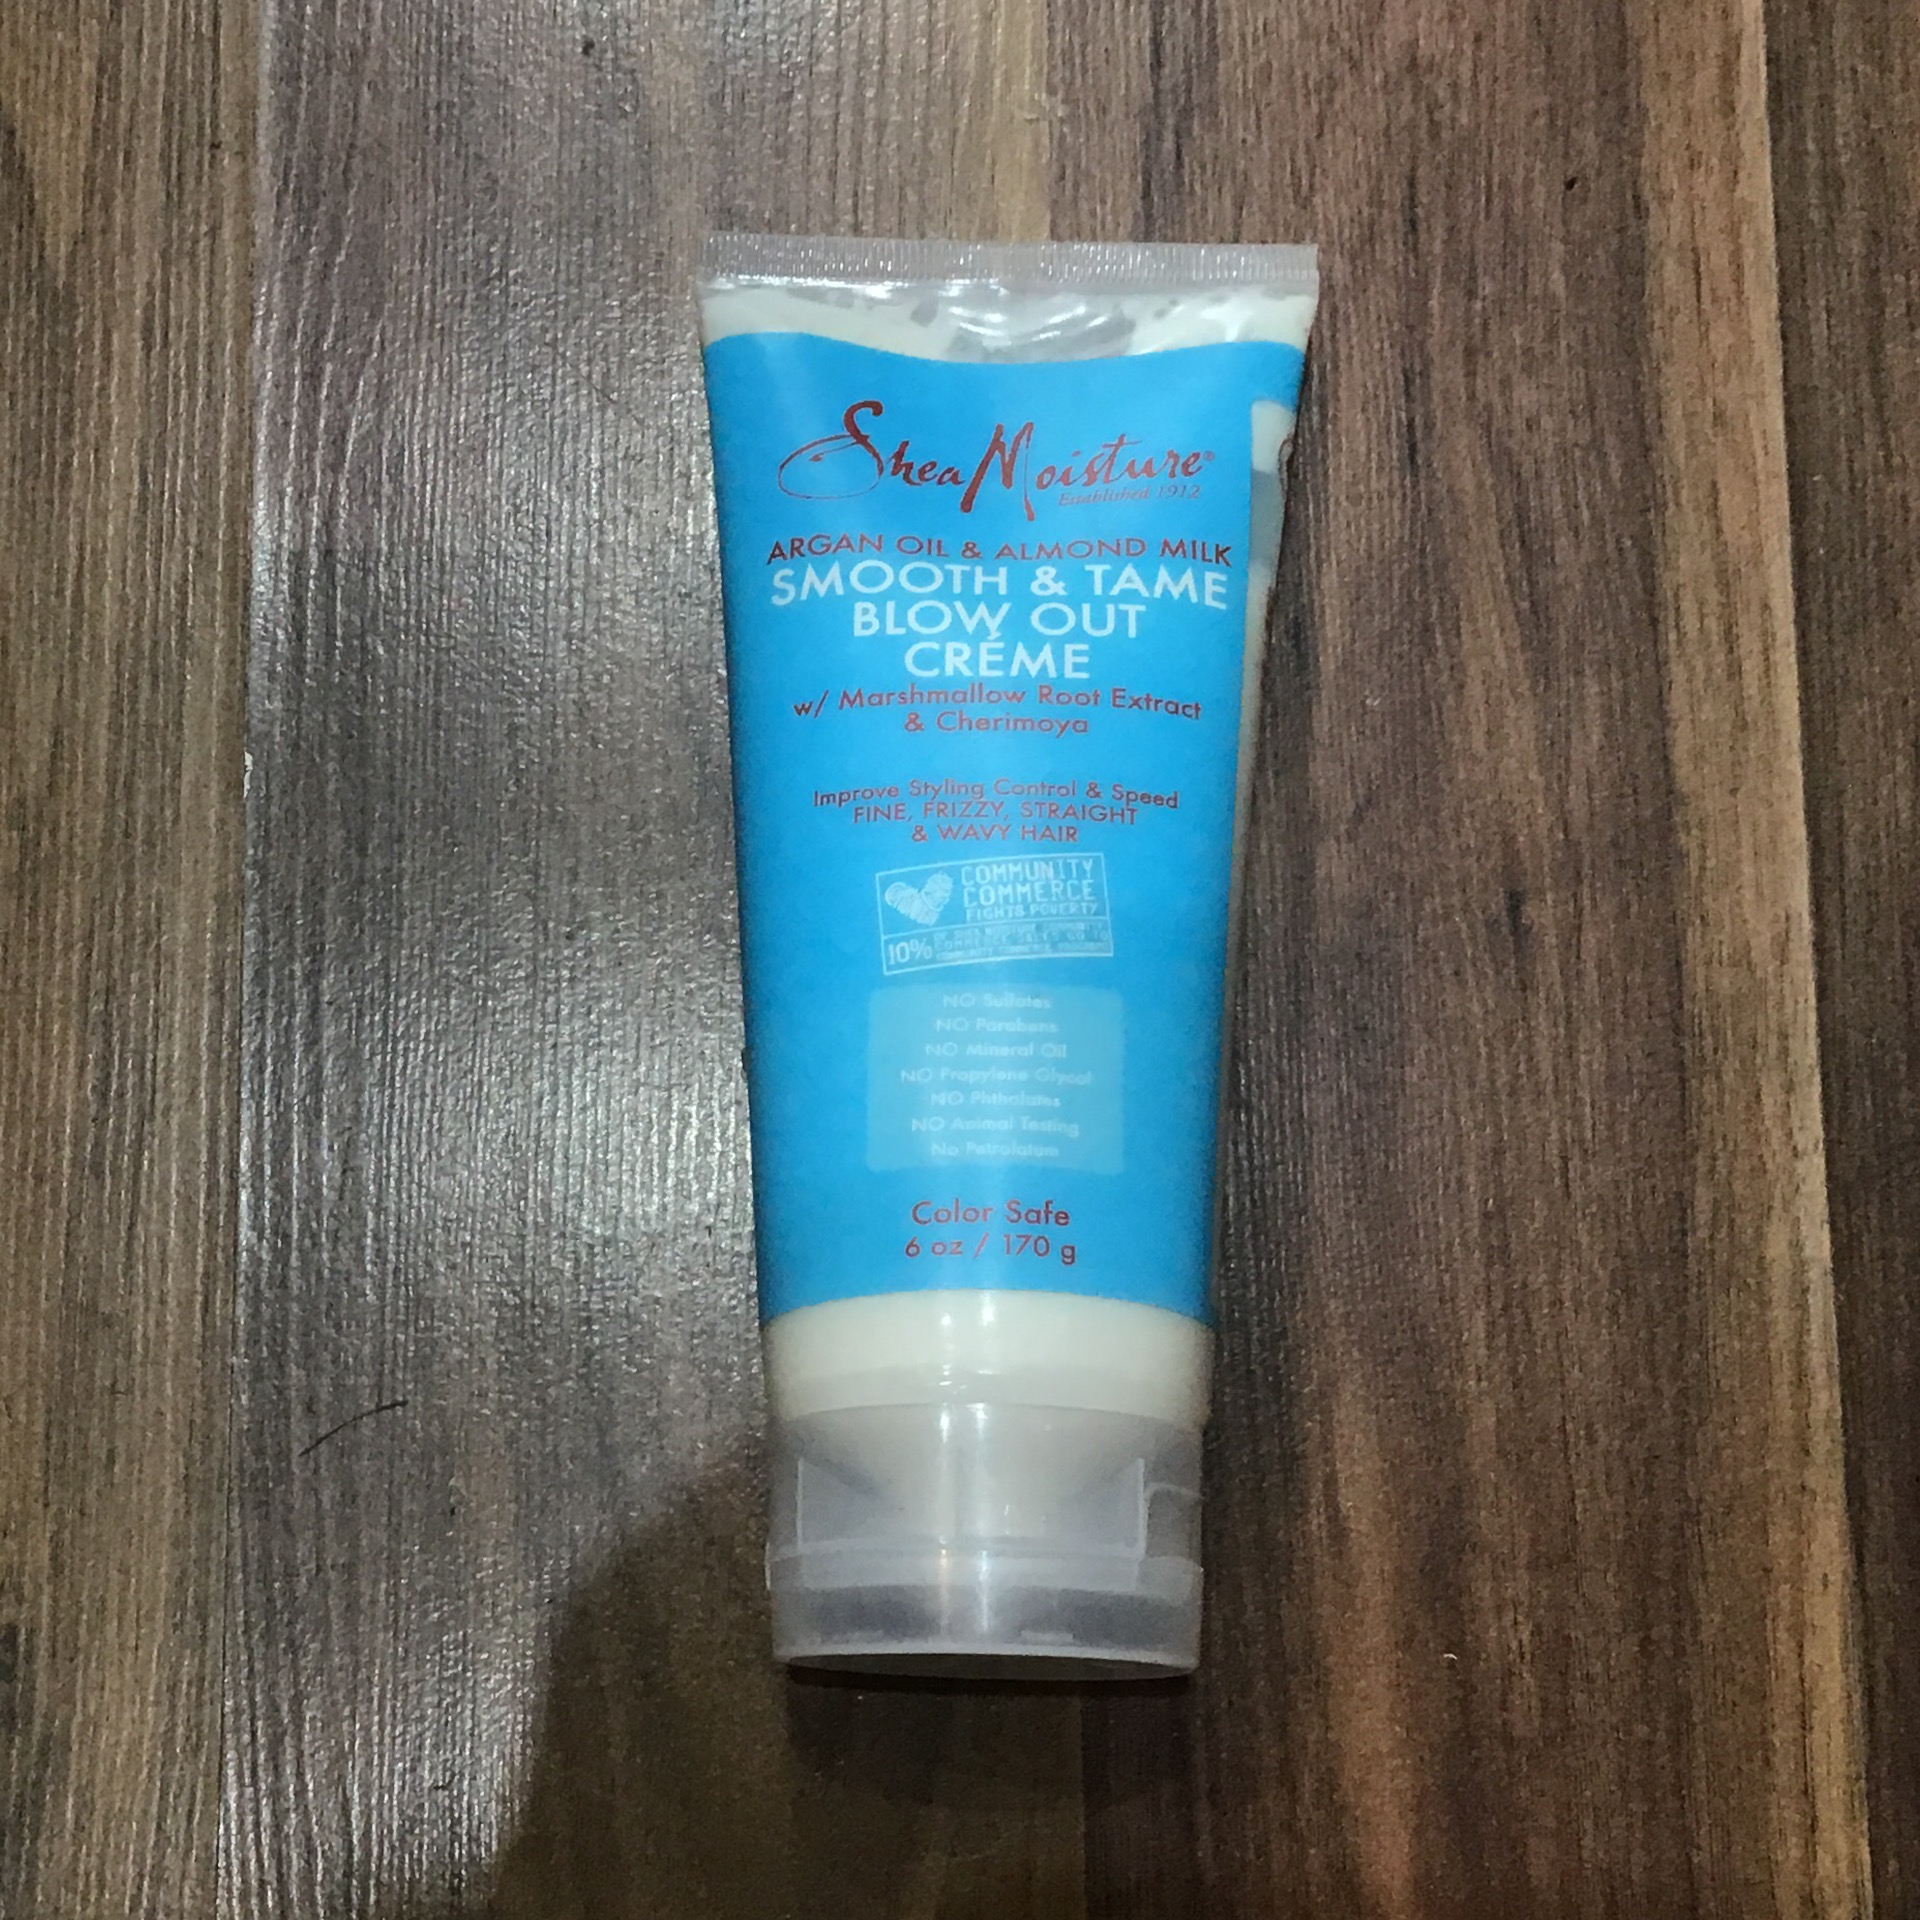 SheaMoisture®
Established 1912
ARGAN OIL & ALMOND MILK
SMOOTH & TAME
BLOW OUT
CRÉME
w/ Marshmallow Root Extract
& Cherimoya
Improve Styling Control & Speed
FINE, FRIZZY, STRAIGHT
& WAVY HAIR
COMMUNITY
COMMERCE
FIGHTS POVERTY
10%
NO Sulfates
NO Parabens
NO Mineral Oil
NO Propylene Glycol
NO Phthalates
NO Animal Testing
No Petrolatum
Color Safe
6 oz / 170 g